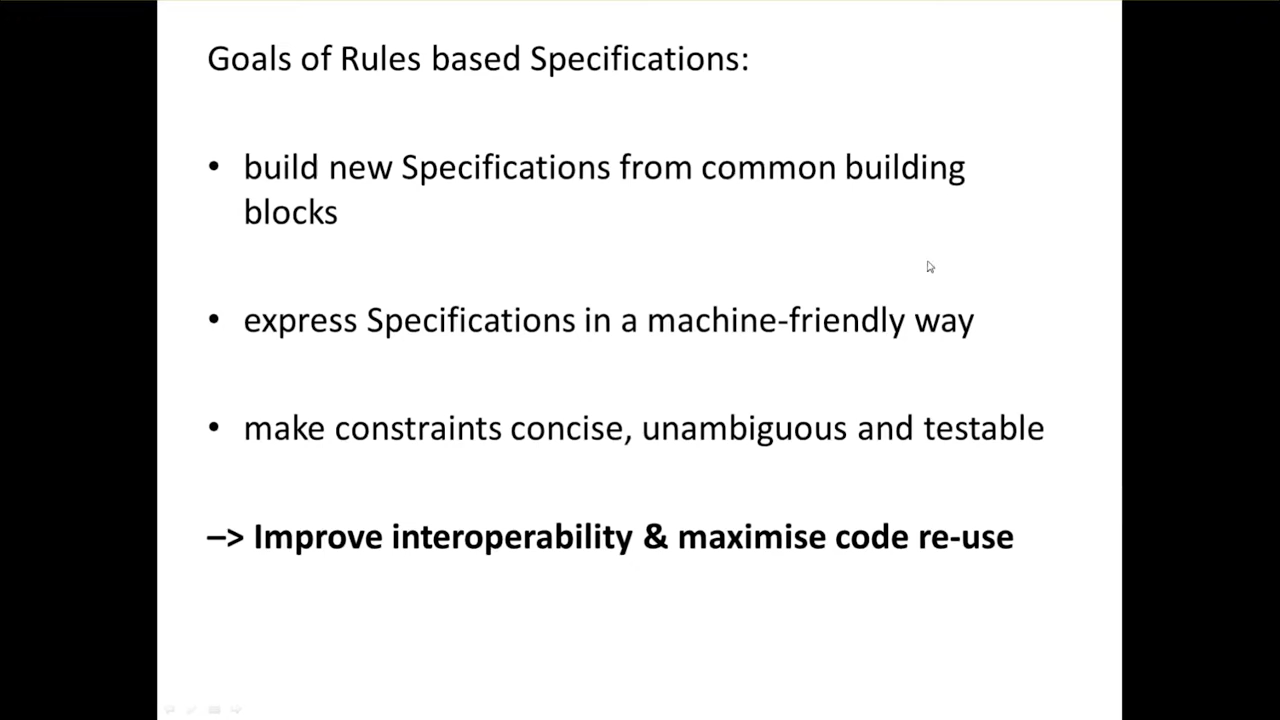 Goals of Rules based Specifications:
• build new Specifications from common building
blocks
• express Specifications in a machine-friendly way
• make constraints concise, unambiguous and testable
–> Improve interoperability & maximise code re-use